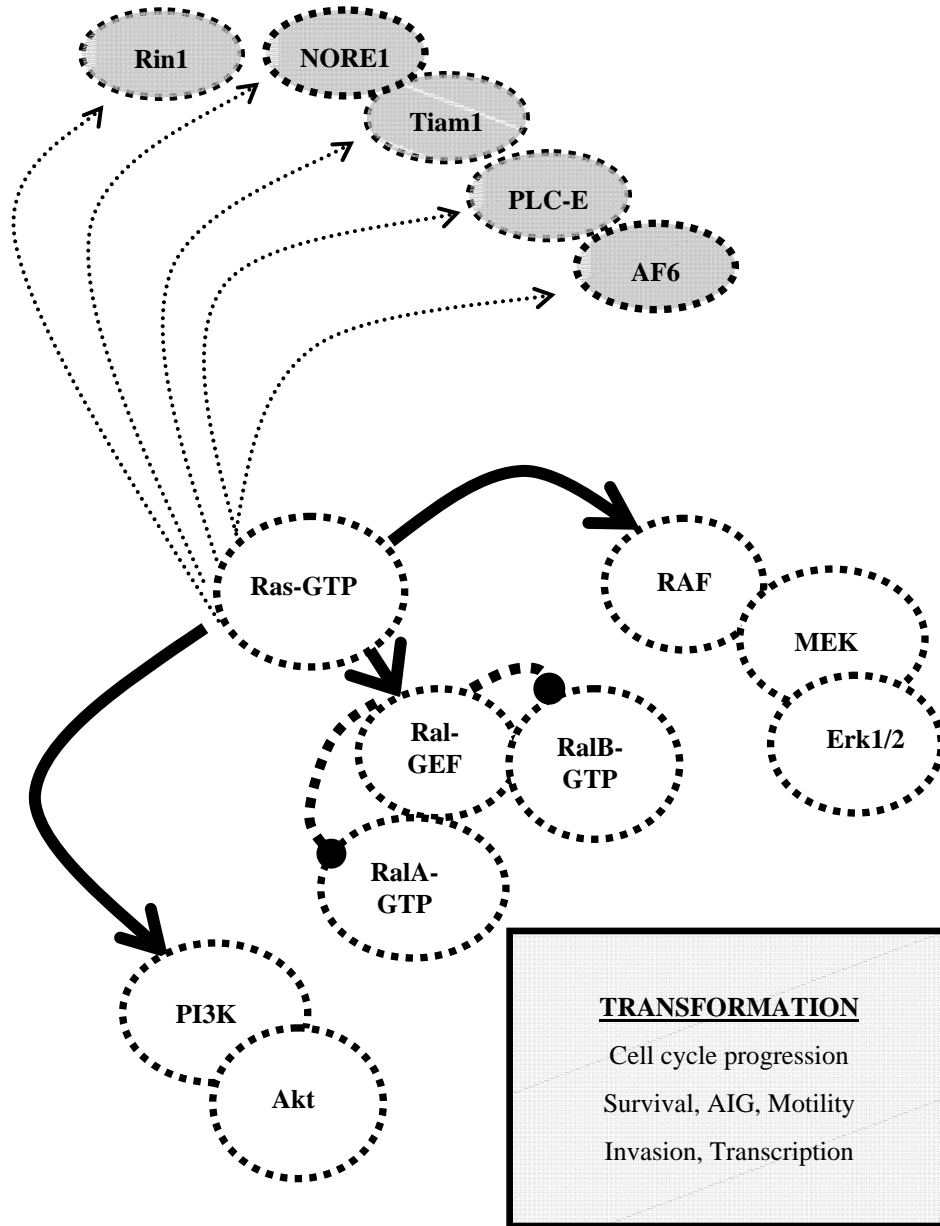 Rin1
NORE1
Tiam1
PLC-E
AF6
Ras-GTP
RAF
MEK
Erk1/2
Ral-
GEF
RalB-
GTP
RalA-
GTP
PI3K
Akt
TRANSFORMATION
Cell cycle progression
Survival, AIG, Motility
Invasion, Transcription